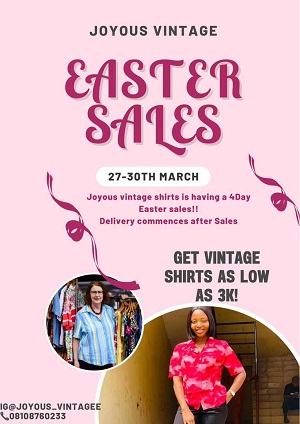 JOYOUS VINTAGE
EASTER
SALES
27-30TH MARCH
Joyous vintage shirts is having a 4Day
Easter sales!!
Delivery commences after Sales
GET VINTAGE
SHIRTS AS LOW
AS 3K!
IG@JOYOUS_VINTAGEE
08108760233